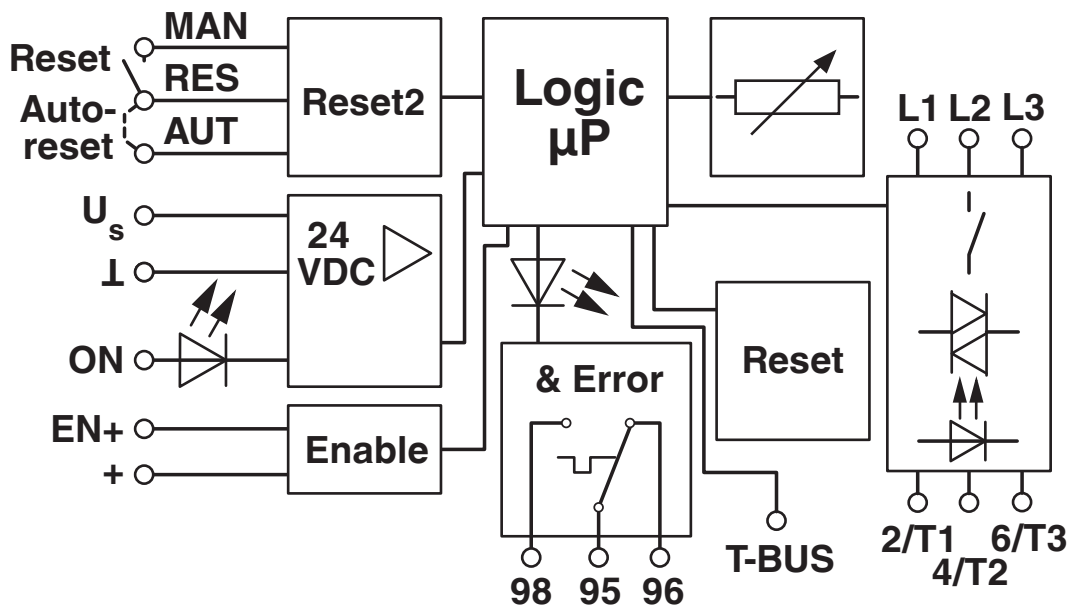 MAN
Reset
RES
Auto-
reset
AUT
Reset2
Logic
µP
L1 L2 L3
Us
24
VDC
⊥
ON
EN+
+
Enable
& Error
Reset
98 95 96
T-BUS
2/T1 6/T3
4/T2